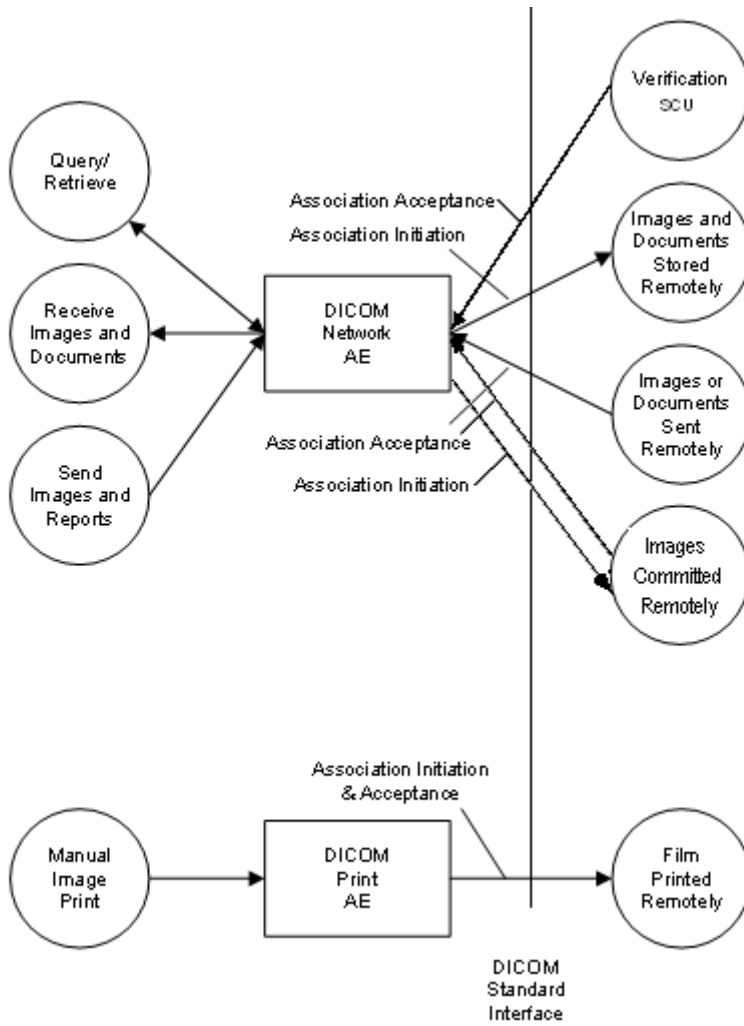 Verification
SCU
Query/
Retrieve
Association Acceptance
Association Initiation
Images and
Documents
Stored
Remotely
Receive
Images and
Documents
DICOM
Network
AE
Images or
Documents
Sent
Remotely
Association Acceptance
Association Initiation
Send
Images and
Reports
Images
Committed
Remotely
Association Initiation
& Acceptance
Manual
Image
Print
DICOM
Print
AE
Film
Printed
Remotely
DICOM
Standard
Interface